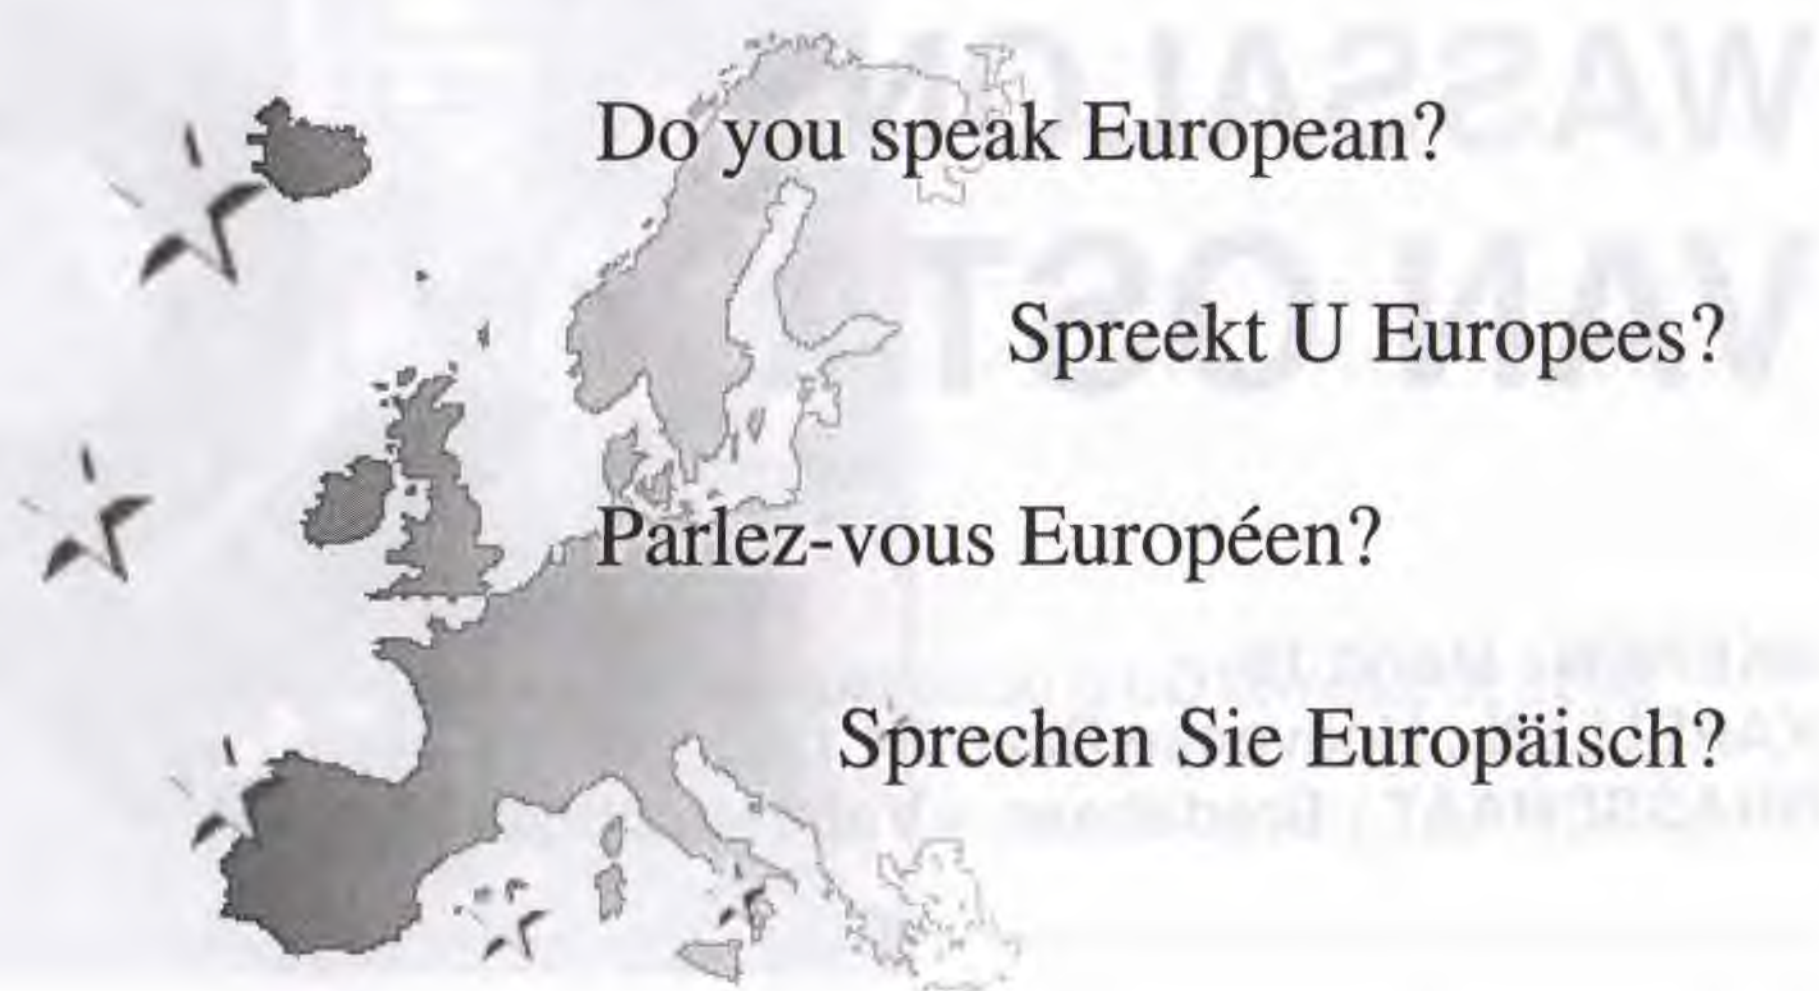 Do you speak European?
Spreekt U Europees?
Parlez-vous Européen?
Sprechen Sie Europäisch?